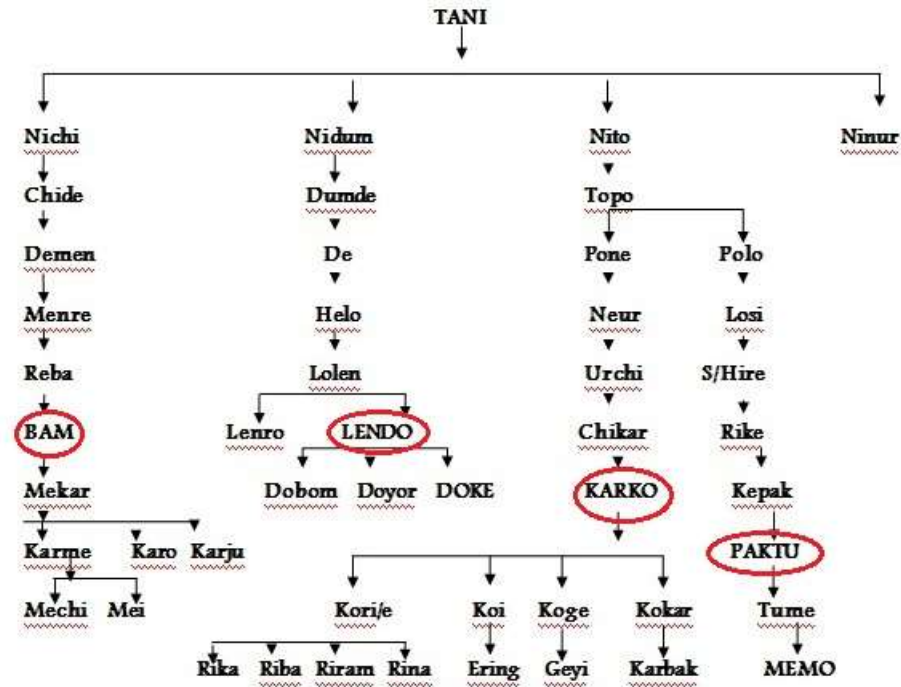 TANI
Nichi Nidum Nito Ninur
Chide Dumde Topo
Demen De Pone Polo
Menre Helo Neur Losi
Reba Lolen Urchi S/Hire
BAM Lenro LENDO Chikar Rike
Mekar Dobom Doyor DOKE KARKO Kepak
Karme Karo Karju PAKTU
Mechi Mei Kori/e Koi Koge Kokar Tume
Rika Riba Riram Rina Ering Geyi Karbak MEMO